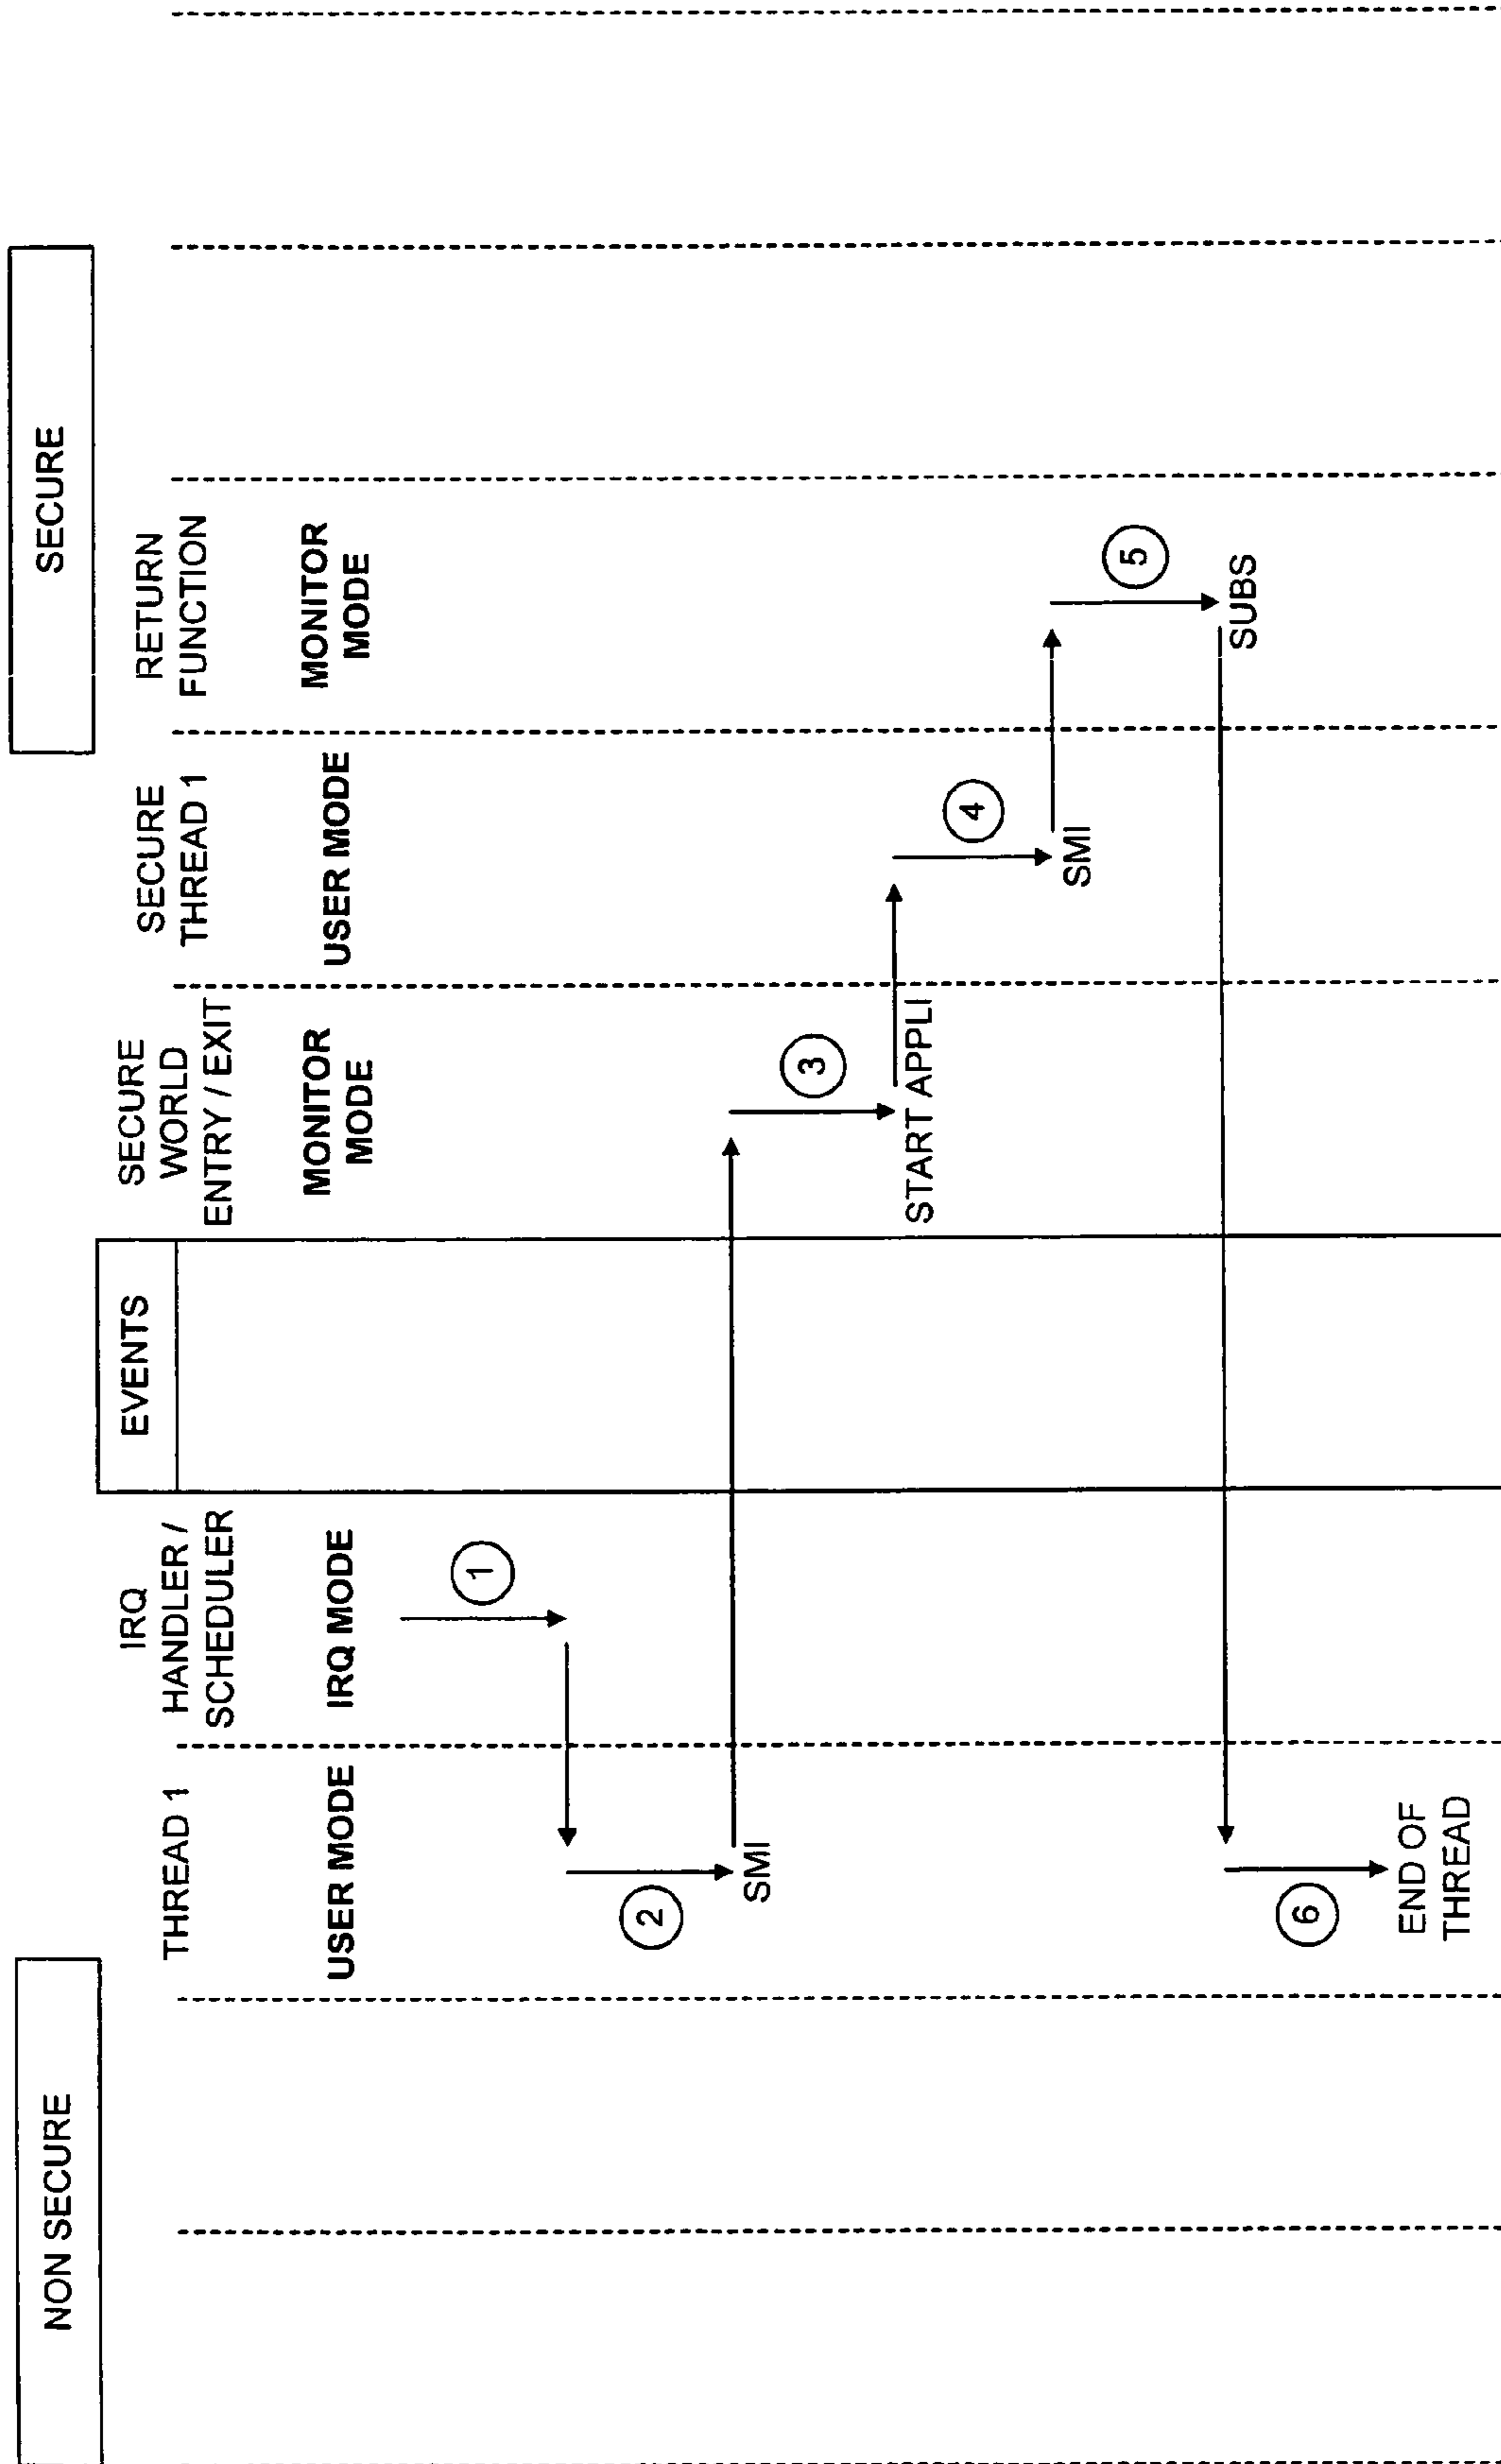 NON SECURE
SECURE
EVENTS
THREAD 1
USER MODE
IRQ
HANDLER /
SCHEDULER
IRQ MODE
SECURE
WORLD
ENTRY / EXIT
MONITOR
MODE
SECURE
THREAD 1
USER MODE
RETURN
FUNCTION
MONITOR
MODE
1
2
SMI
3
START APPLI
4
SMI
5
SUBS
6
END OF
THREAD